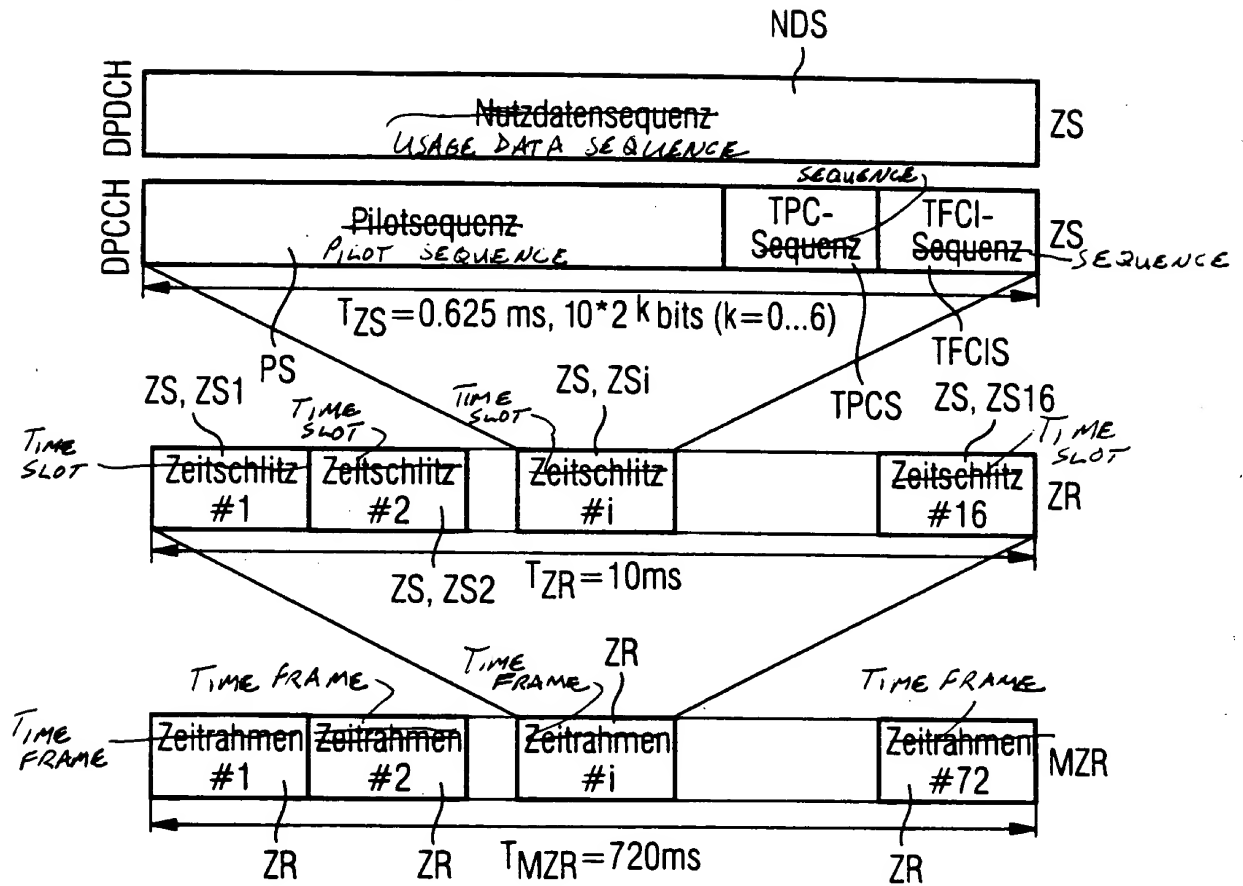 NDS
DPDCH
Nutzdatensequenz
USAGE DATA SEQUENCE
ZS
DPCCH
Pilotsequenz
PILOT SEQUENCE
SEQUENCE
TPC-
Sequenz
TFCI-
Sequenz
ZS
SEQUENCE
TZS=0.625 ms, 10*2 k bits (k=0...6)
PS
TPCS
TFCIS
ZS, ZS1
TIME
SLOT
TIME
SLOT
ZS, ZSi
TIME
SLOT
ZS, ZS16
TIME
SLOT
Zeitschlitz
#1
Zeitschlitz
#2
Zeitschlitz
#i
Zeitschlitz
#16
ZR
ZS, ZS2
TZR=10ms
TIME
FRAME
TIME FRAME
TIME
FRAME
ZR
TIME FRAME
Zeitrahmen
#1
Zeitrahmen
#2
Zeitrahmen
#i
Zeitrahmen
#72
MZR
ZR
ZR
TMZR=720ms
ZR